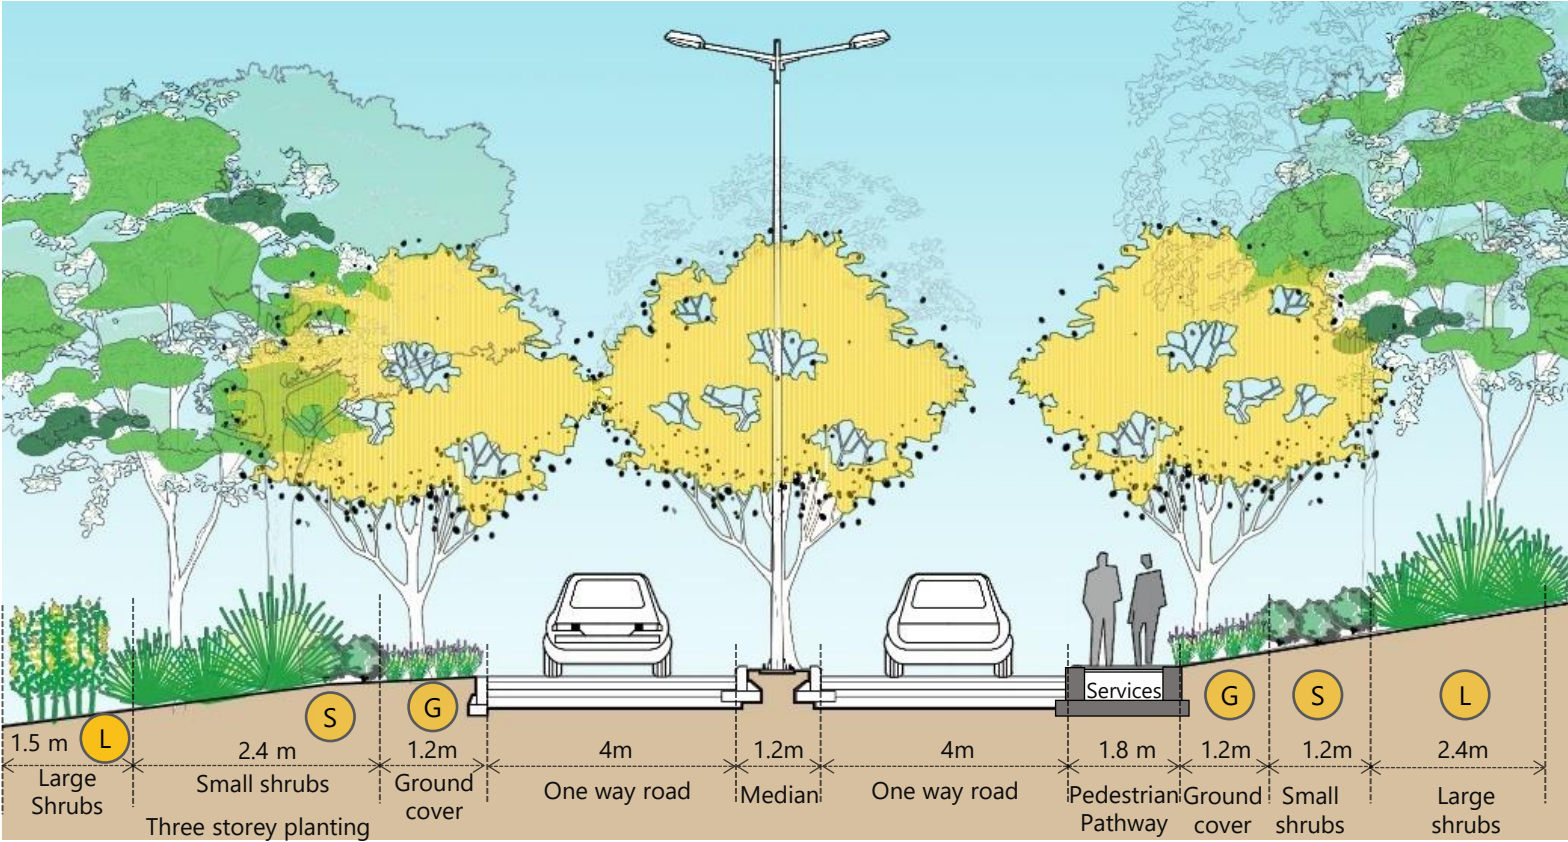 Services
L
S
G
G
S
L
1.5 m
2.4 m
1.2m
4m
1.2m
4m
1.8 m
1.2m
1.2m
2.4m
Large
Shrubs
Small shrubs
Three storey planting
Ground
cover
One way road
Median
One way road
Pedestrian
Pathway
Ground
cover
Small
shrubs
Large
shrubs